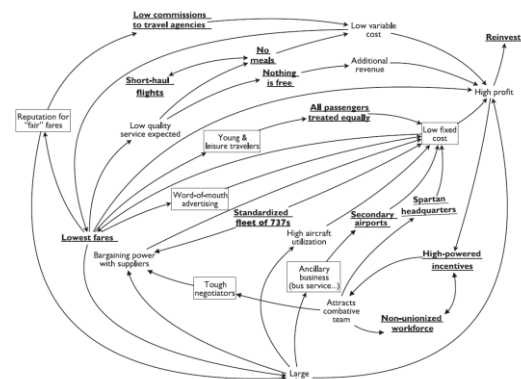 Low commissions
to travel agencies
Reinvest
Low variable
cost
No
meals
Additional
revenue
Short-haul
flights
Nothing
is free
High profit
All passengers
treated equally
Reputation for
"fair" fares
Low quality
service expected
Young &
leisure travelers
Low fixed
cost
Word-of-mouth
advertising
Standardized
fleet of 737s
Secondary
airports
Spartan
headquarters
Lowest fares
High aircraft
utilization
Bargaining power
with suppliers
High-powered
incentives
Ancillary
business
(bus service...)
Tough
negotiators
Attracts
combative
team
Non-unionized
workforce
Large